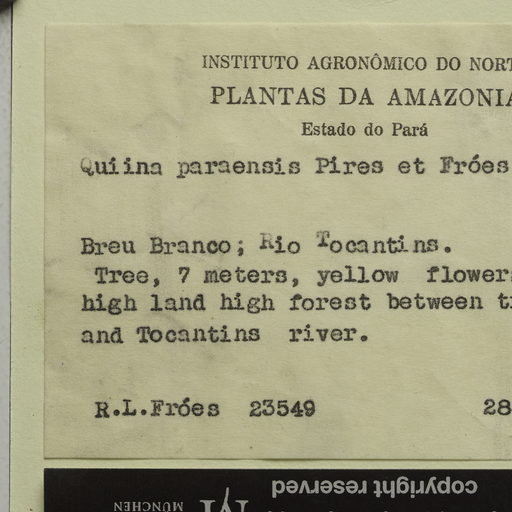 INSTITUTO AGRONÔMICO DO NORT
PLANTAS DA AMAZONIA
Estado do Pará
Quiina paraensis Pires et Fróes
Breu Branco; Rio Tocantins.
Tree, 7 meters, yellow flowers
high land high forest between t
and Tocantins river.
R.L.Fróes 23549 28
copyright reserved
MÜNCHEN M